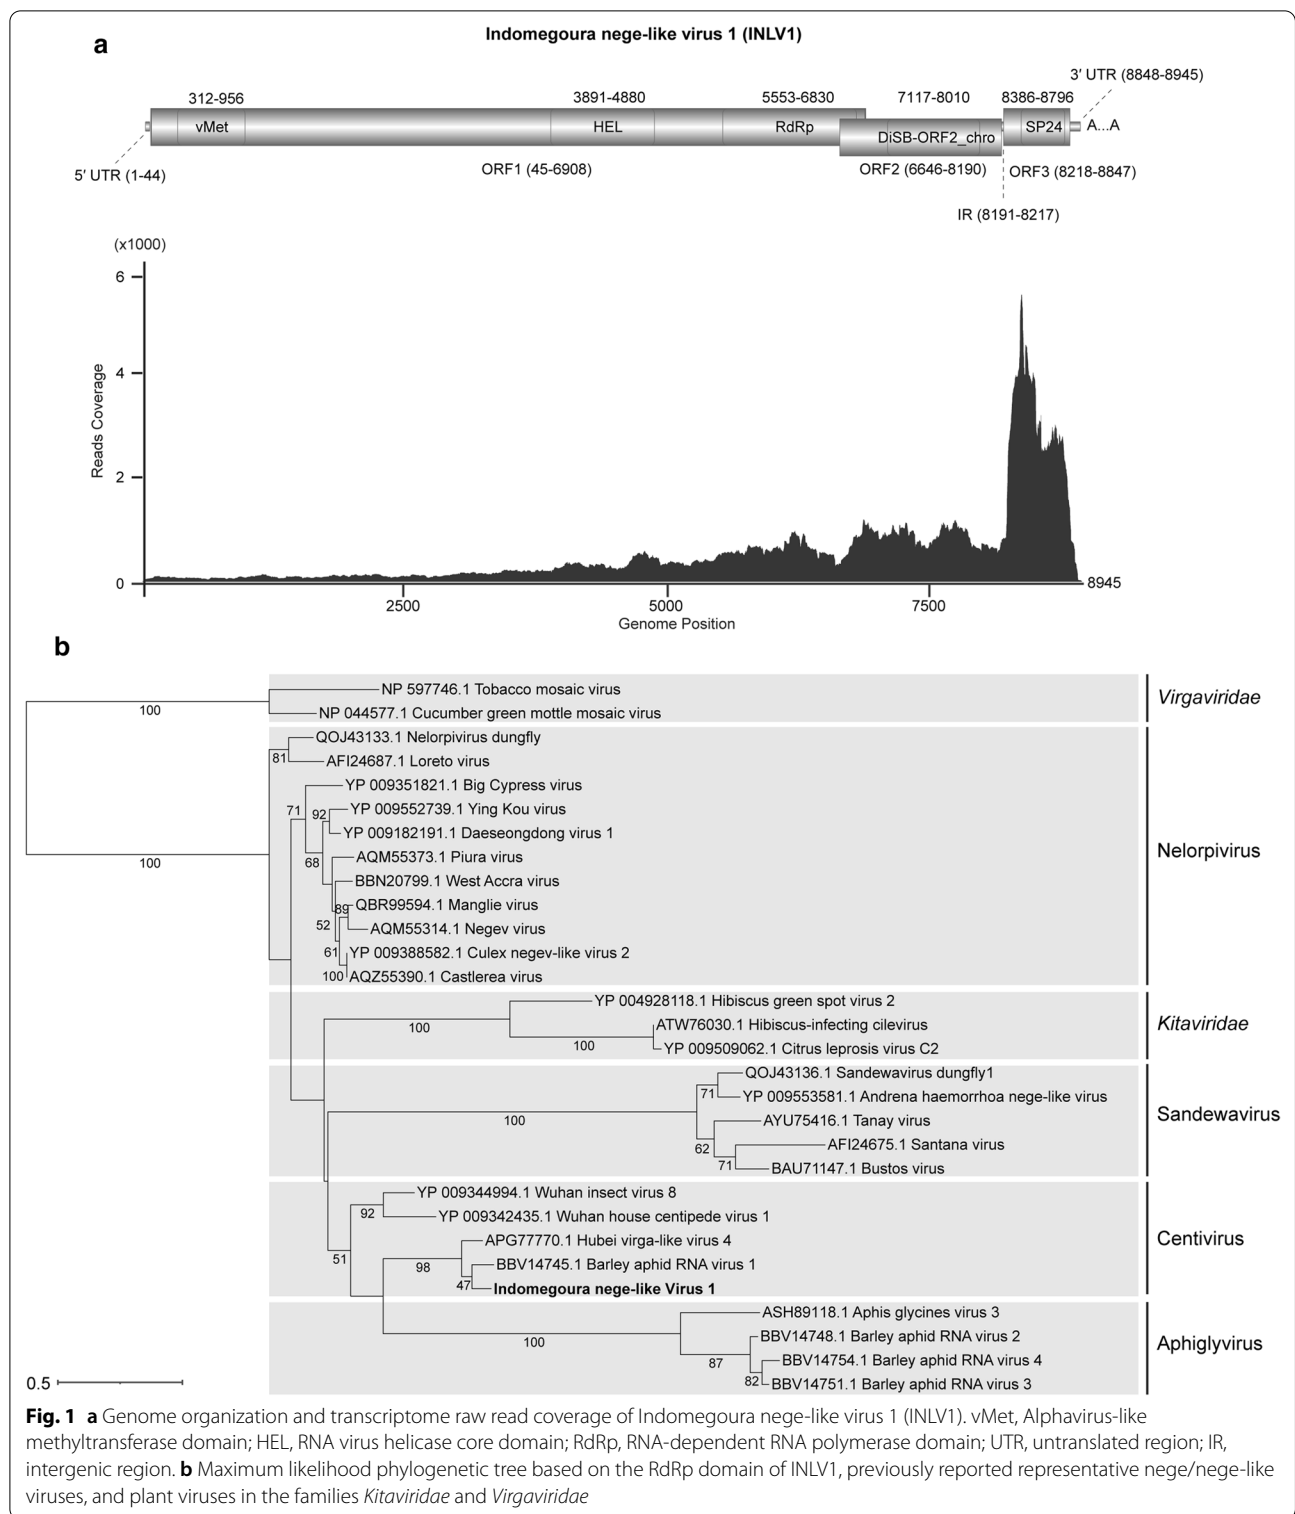 a
Indomegoura nege-like virus 1 (INLV1)
3′ UTR (8848-8945)
312-956 3891-4880 5553-6830 7117-8010 8386-8796
vMet HEL RdRp DiSB-ORF2_chro SP24 A...A
5′ UTR (1-44) ORF1 (45-6908) ORF2 (6646-8190) ORF3 (8218-8847)
IR (8191-8217)
(x1000)
6
4
2
0
Reads Coverage
8945
2500 5000 7500
Genome Position
b
NP 597746.1 Tobacco mosaic virus
Virgaviridae
100
NP 044577.1 Cucumber green mottle mosaic virus
QOJ43133.1 Nelorpivirus dungfly
81
AFI24687.1 Loreto virus
YP 009351821.1 Big Cypress virus
71
92
YP 009552739.1 Ying Kou virus
YP 009182191.1 Daeseongdong virus 1
Nelorpivirus
100
68
AQM55373.1 Piura virus
BBN20799.1 West Accra virus
89
QBR99594.1 Manglie virus
52
AQM55314.1 Negev virus
61
YP 009388582.1 Culex negev-like virus 2
100
AQZ55390.1 Castlerea virus
YP 004928118.1 Hibiscus green spot virus 2
100
ATW76030.1 Hibiscus-infecting cilevirus
Kitaviridae
100
YP 009509062.1 Citrus leprosis virus C2
QOJ43136.1 Sandewavirus dungfly1
71
YP 009553581.1 Andrena haemorrhoa nege-like virus
100
AYU75416.1 Tanay virus
Sandewavirus
62
AFI24675.1 Santana virus
71
BAU71147.1 Bustos virus
YP 009344994.1 Wuhan insect virus 8
92
YP 009342435.1 Wuhan house centipede virus 1
APG77770.1 Hubei virga-like virus 4
Centivirus
51
98
BBV14745.1 Barley aphid RNA virus 1
47
Indomegoura nege-like Virus 1
ASH89118.1 Aphis glycines virus 3
100
BBV14748.1 Barley aphid RNA virus 2
Aphiglyvirus
87
BBV14754.1 Barley aphid RNA virus 4
82
BBV14751.1 Barley aphid RNA virus 3
0.5
Fig. 1 a Genome organization and transcriptome raw read coverage of Indomegoura nege-like virus 1 (INLV1). vMet, Alphavirus-like
methyltransferase domain; HEL, RNA virus helicase core domain; RdRp, RNA-dependent RNA polymerase domain; UTR, untranslated region; IR,
intergenic region. b Maximum likelihood phylogenetic tree based on the RdRp domain of INLV1, previously reported representative nege/nege-like
viruses, and plant viruses in the families Kitaviridae and Virgaviridae